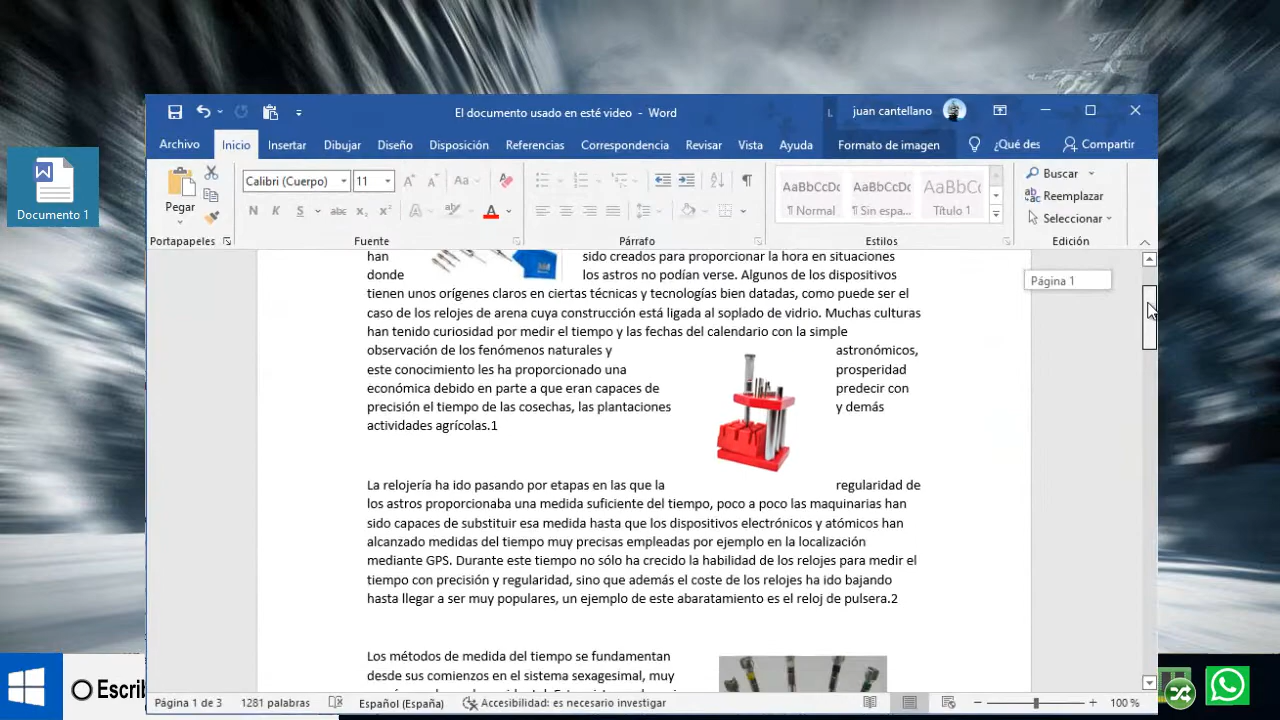 El documento usado en esté video - Word
L
juan cantellano
Archivo Inicio Insertar Dibujar Diseño Disposición Referencias Correspondencia Revisar Vista Ayuda Formato de imagen ¿Qué des Compartir
Pegar
Calibri (Cuerpo) 11
AaBbCcDc AaBbCcDc AaBbCc
¶ Normal ¶ Sin espa... Título 1
Buscar
Reemplazar
Seleccionar
Portapapeles Fuente Párrafo Estilos Edición
Documento 1
Página 1
han sido creados para proporcionar la hora en situaciones
donde los astros no podían verse. Algunos de los dispositivos
tienen unos orígenes claros en ciertas técnicas y tecnologías bien datadas, como puede ser el
caso de los relojes de arena cuya construcción está ligada al soplado de vidrio. Muchas culturas
han tenido curiosidad por medir el tiempo y las fechas del calendario con la simple
observación de los fenómenos naturales y astronómicos,
este conocimiento les ha proporcionado una prosperidad
económica debido en parte a que eran capaces de predecir con
precisión el tiempo de las cosechas, las plantaciones y demás
actividades agrícolas.1
La relojería ha ido pasando por etapas en las que la regularidad de
los astros proporcionaba una medida suficiente del tiempo, poco a poco las maquinarias han
sido capaces de substituir esa medida hasta que los dispositivos electrónicos y atómicos han
alcanzado medidas del tiempo muy precisas empleadas por ejemplo en la localización
mediante GPS. Durante este tiempo no sólo ha crecido la habilidad de los relojes para medir el
tiempo con precisión y regularidad, sino que además el coste de los relojes ha ido bajando
hasta llegar a ser muy populares, un ejemplo de este abaratamiento es el reloj de pulsera.2
Los métodos de medida del tiempo se fundamentan
desde sus comienzos en el sistema sexagesimal, muy
Página 1 de 3 1281 palabras Español (España) Accesibilidad: es necesario investigar 100 %
Escrib